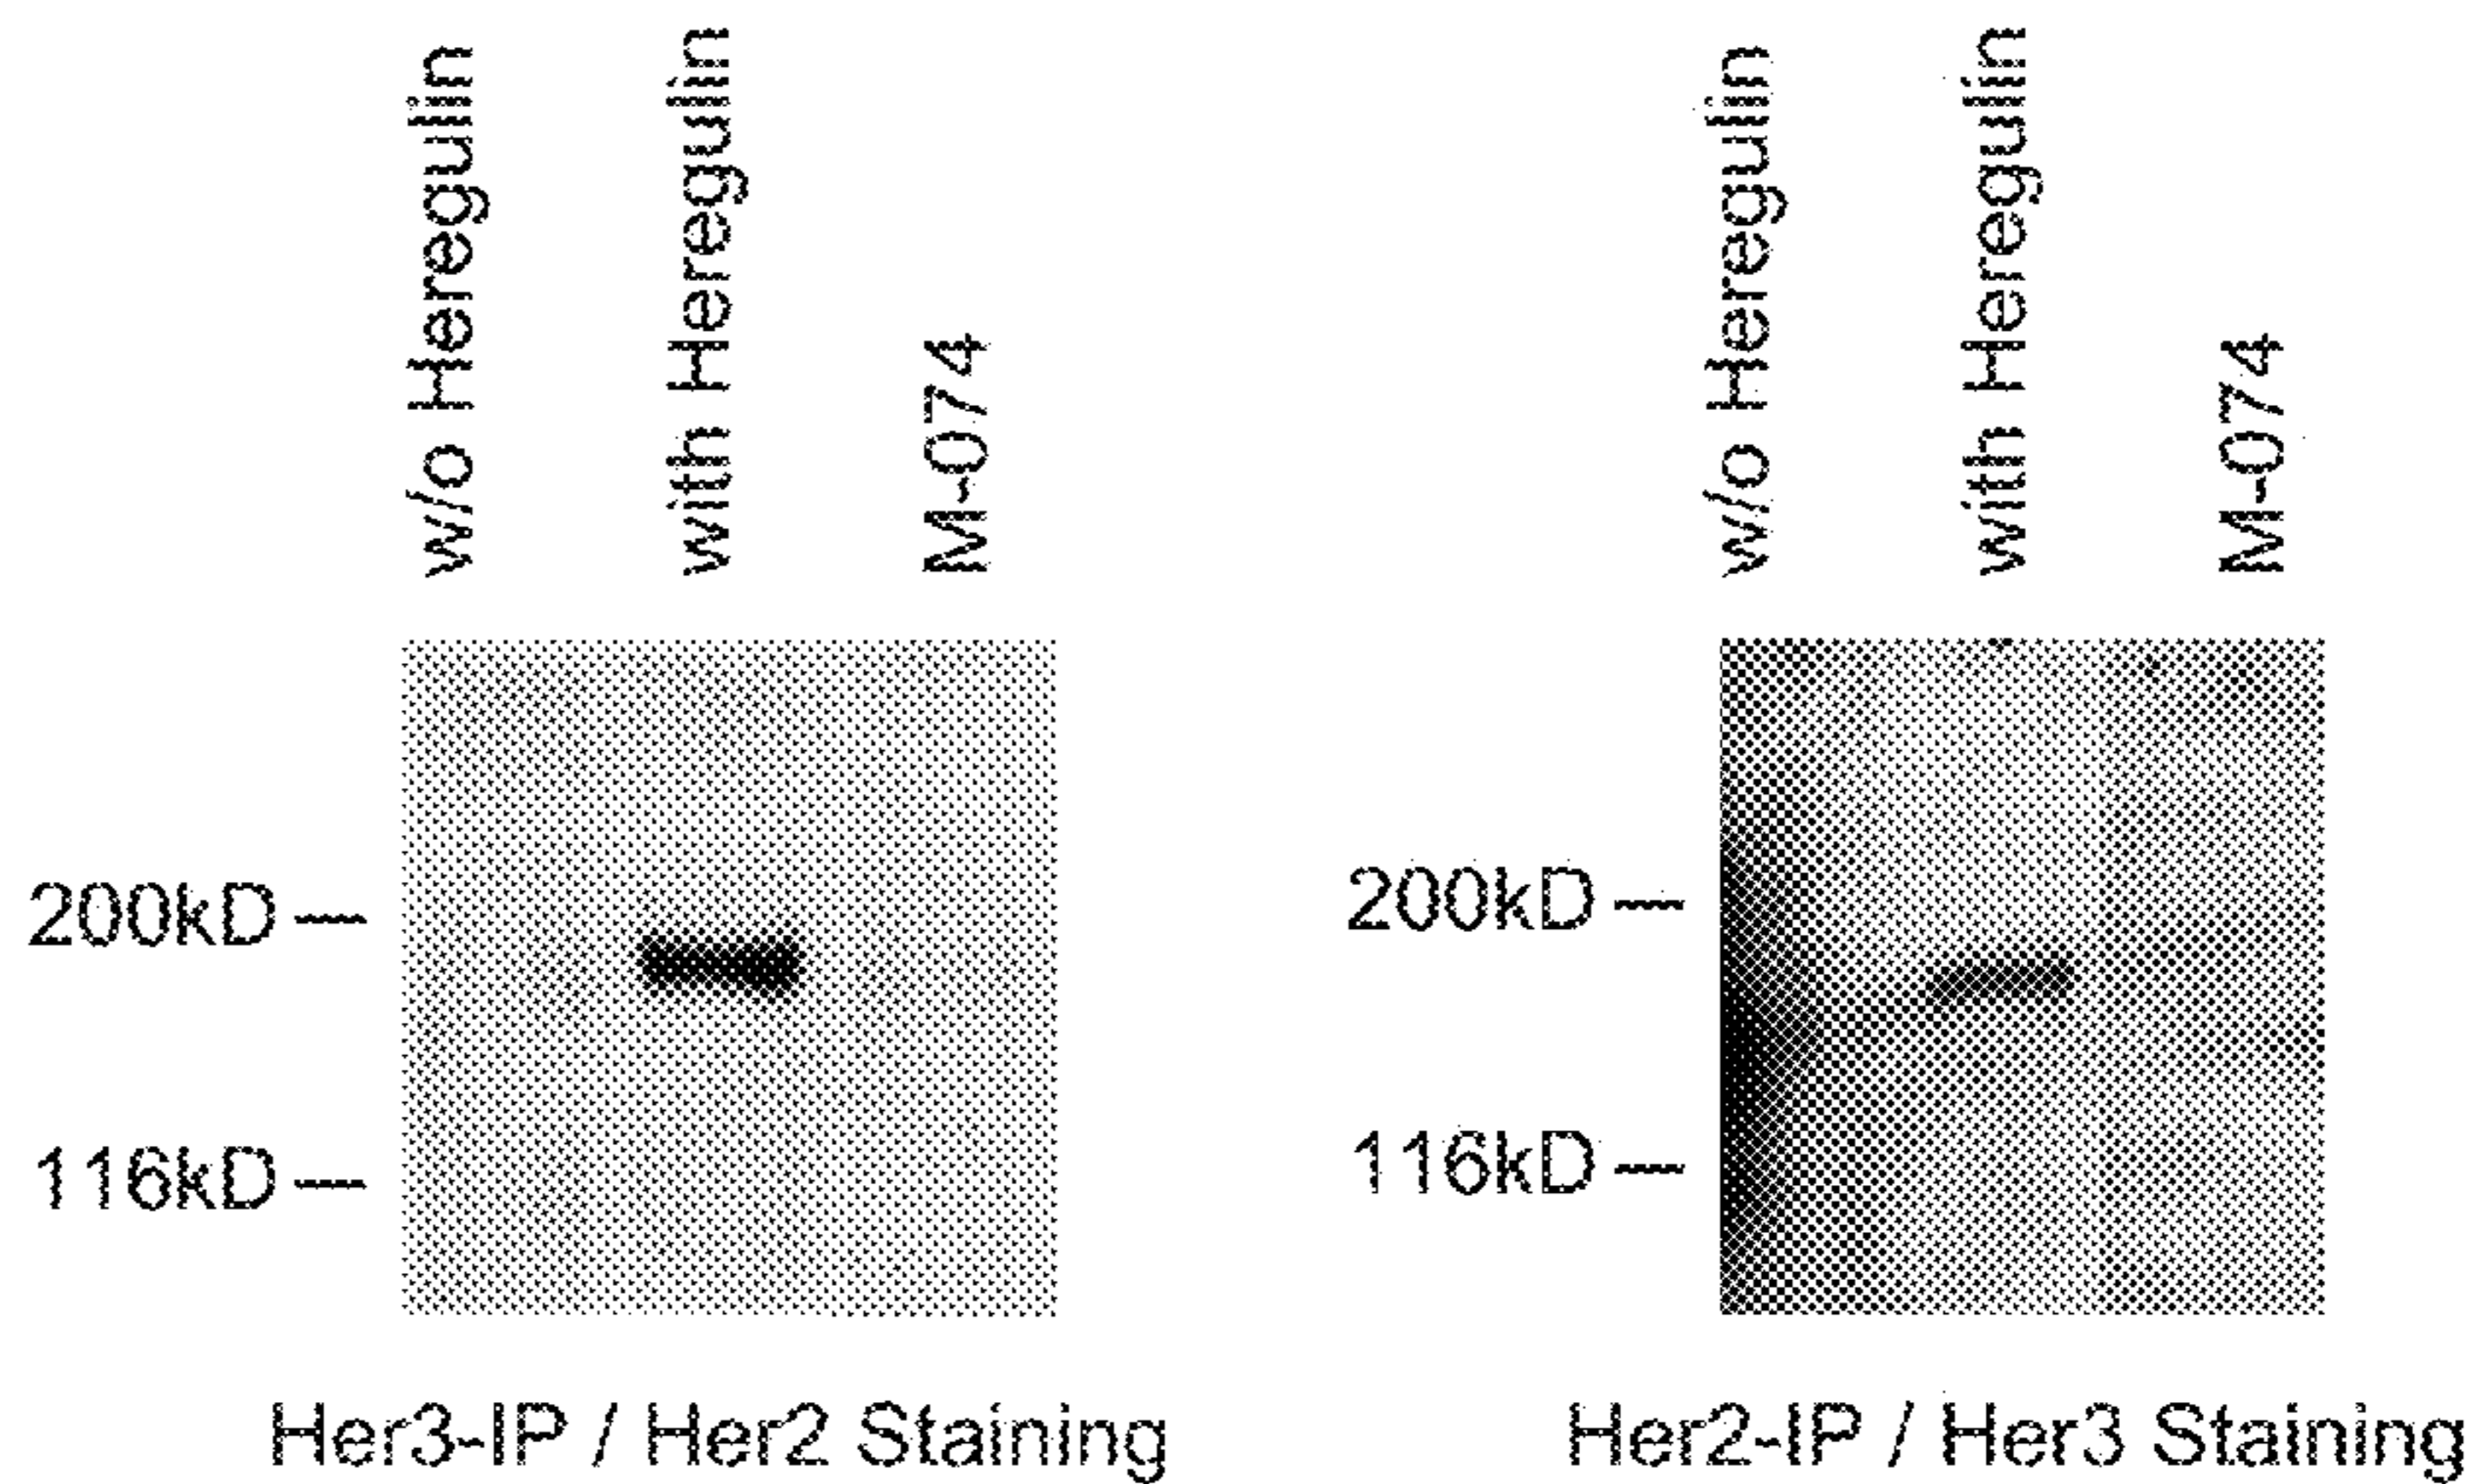 w/o Heregulin
with Heregulin
M-074
200kD
116kD
Her3-IP / Her2 Staining
w/o Heregulin
with Heregulin
M-074
200kD
116kD
Her2-IP / Her3 Staining